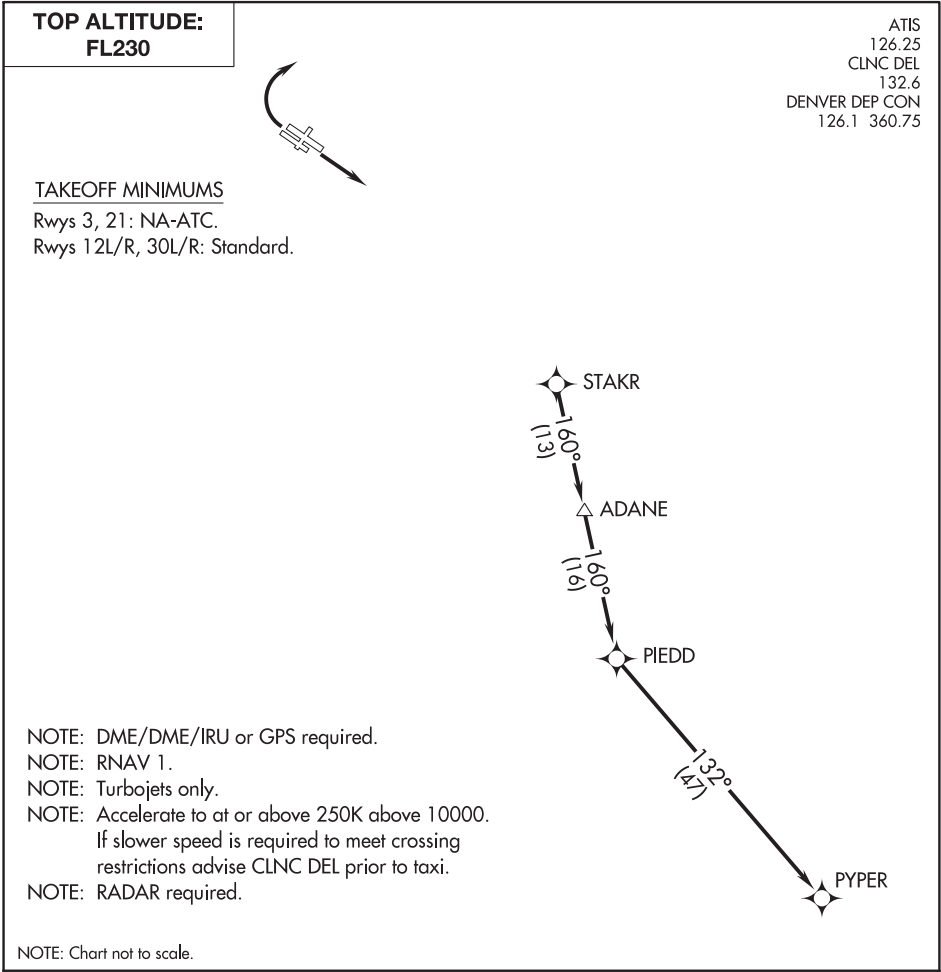 TOP ALTITUDE:
FL230
ATIS
126.25
CLNC DEL
132.6
DENVER DEP CON
126.1 360.75
TAKEOFF MINIMUMS
Rwys 3, 21: NA-ATC.
Rwys 12L/R, 30L/R: Standard.
STAKR
160°
(13)
ADANE
160°
(16)
PIEDD
132°
(47)
PYPER
NOTE: DME/DME/IRU or GPS required.
NOTE: RNAV 1.
NOTE: Turbojets only.
NOTE: Accelerate to at or above 250K above 10000.
If slower speed is required to meet crossing
restrictions advise CLNC DEL prior to taxi.
NOTE: RADAR required.
NOTE: Chart not to scale.